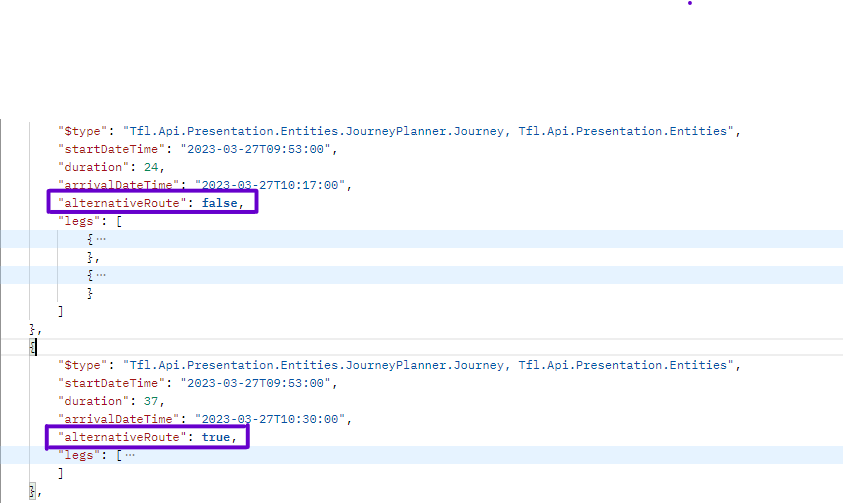 "$type": "Tfl.Api.Presentation.Entities.JourneyPlanner.Journey, Tfl.Api.Presentation.Entities",
"startDateTime": "2023-03-27T09:53:00",
"duration": 24,
"arrivalDateTime": "2023-03-27T10:17:00",
"alternativeRoute": false,
"legs": [
{···
},
{···
}
]
},
{
"$type": "Tfl.Api.Presentation.Entities.JourneyPlanner.Journey, Tfl.Api.Presentation.Entities",
"startDateTime": "2023-03-27T09:53:00",
"duration": 37,
"arrivalDateTime": "2023-03-27T10:30:00",
"alternativeRoute": true,
"legs": [···
]
},